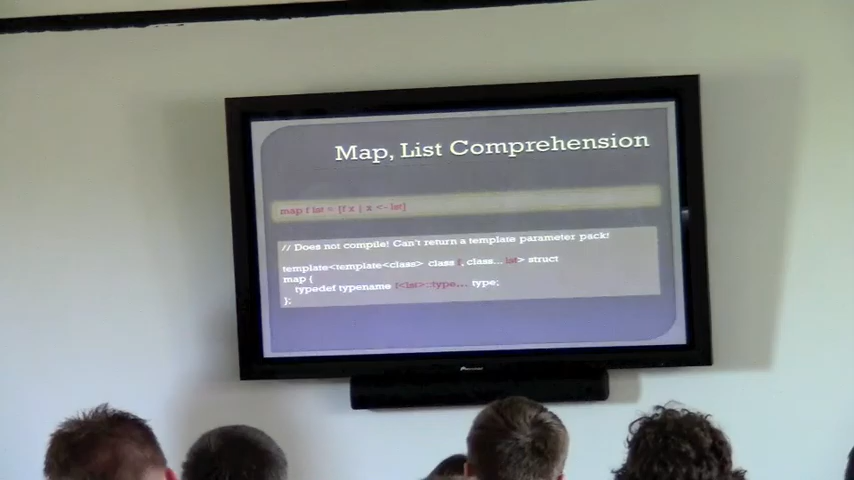 Map, List Comprehension
map f lst = [f x | x <- lst]
// Does not compile! Can't return a template parameter pack!
template<template<class> class f, class... lst> struct
map {
typedef typename f<lst>::type... type;
};
Pioneer